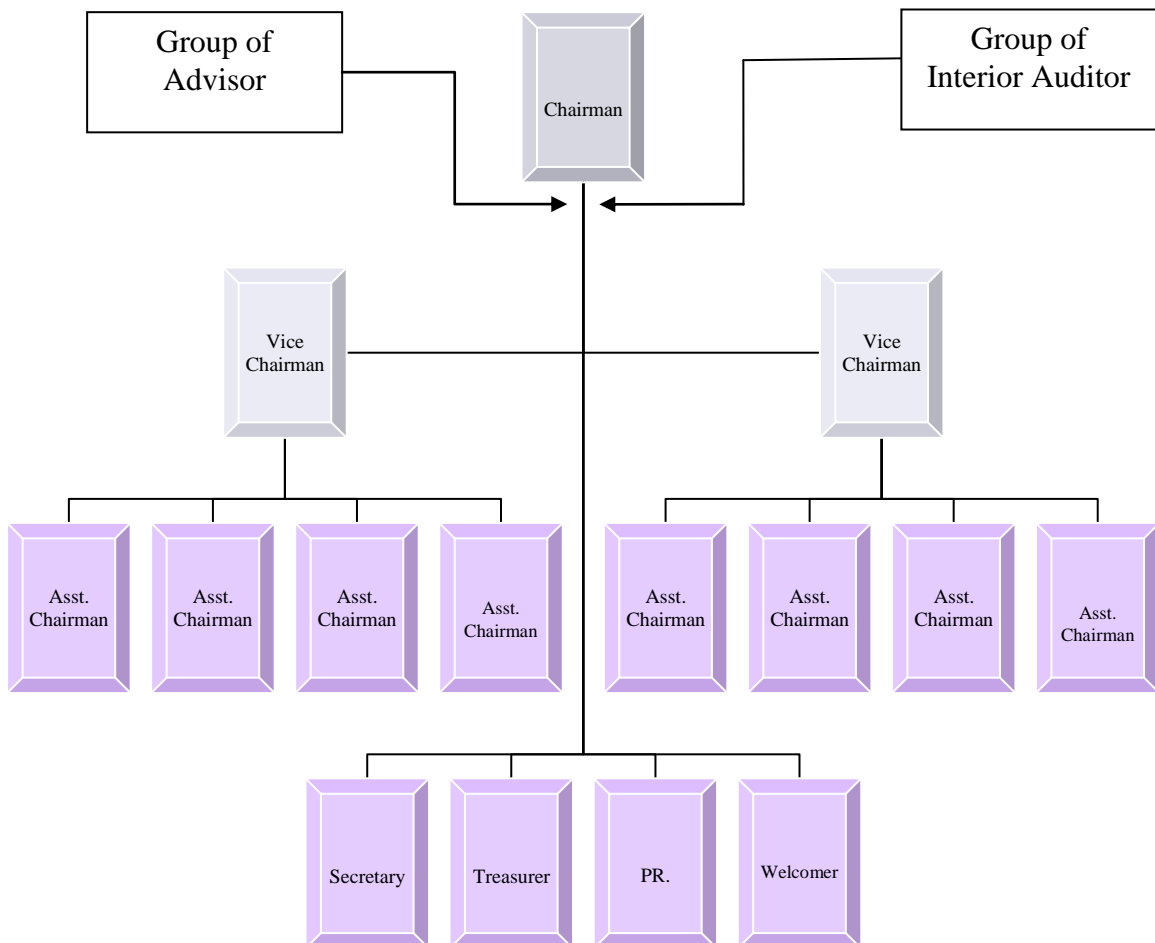 Group of
Advisor
Chairman
Group of
Interior Auditor
Vice
Chairman
Vice
Chairman
Asst.
Chairman
Asst.
Chairman
Asst.
Chairman
Asst.
Chairman
Asst.
Chairman
Asst.
Chairman
Asst.
Chairman
Asst.
Chairman
Secretary
Treasurer
PR.
Welcomer